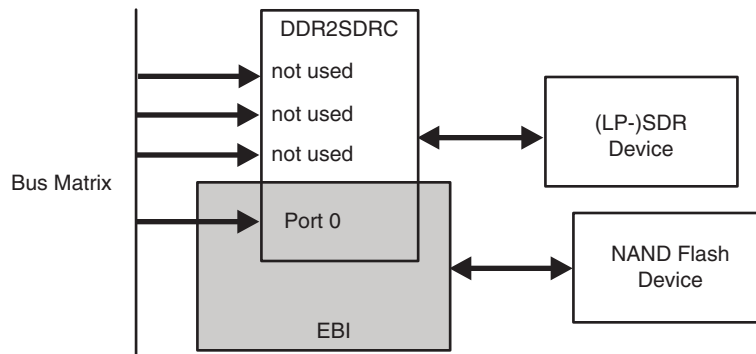 DDR2SDRC
not used
not used
not used
(LP-)SDR
Device
Bus Matrix
Port 0
NAND Flash
Device
EBI